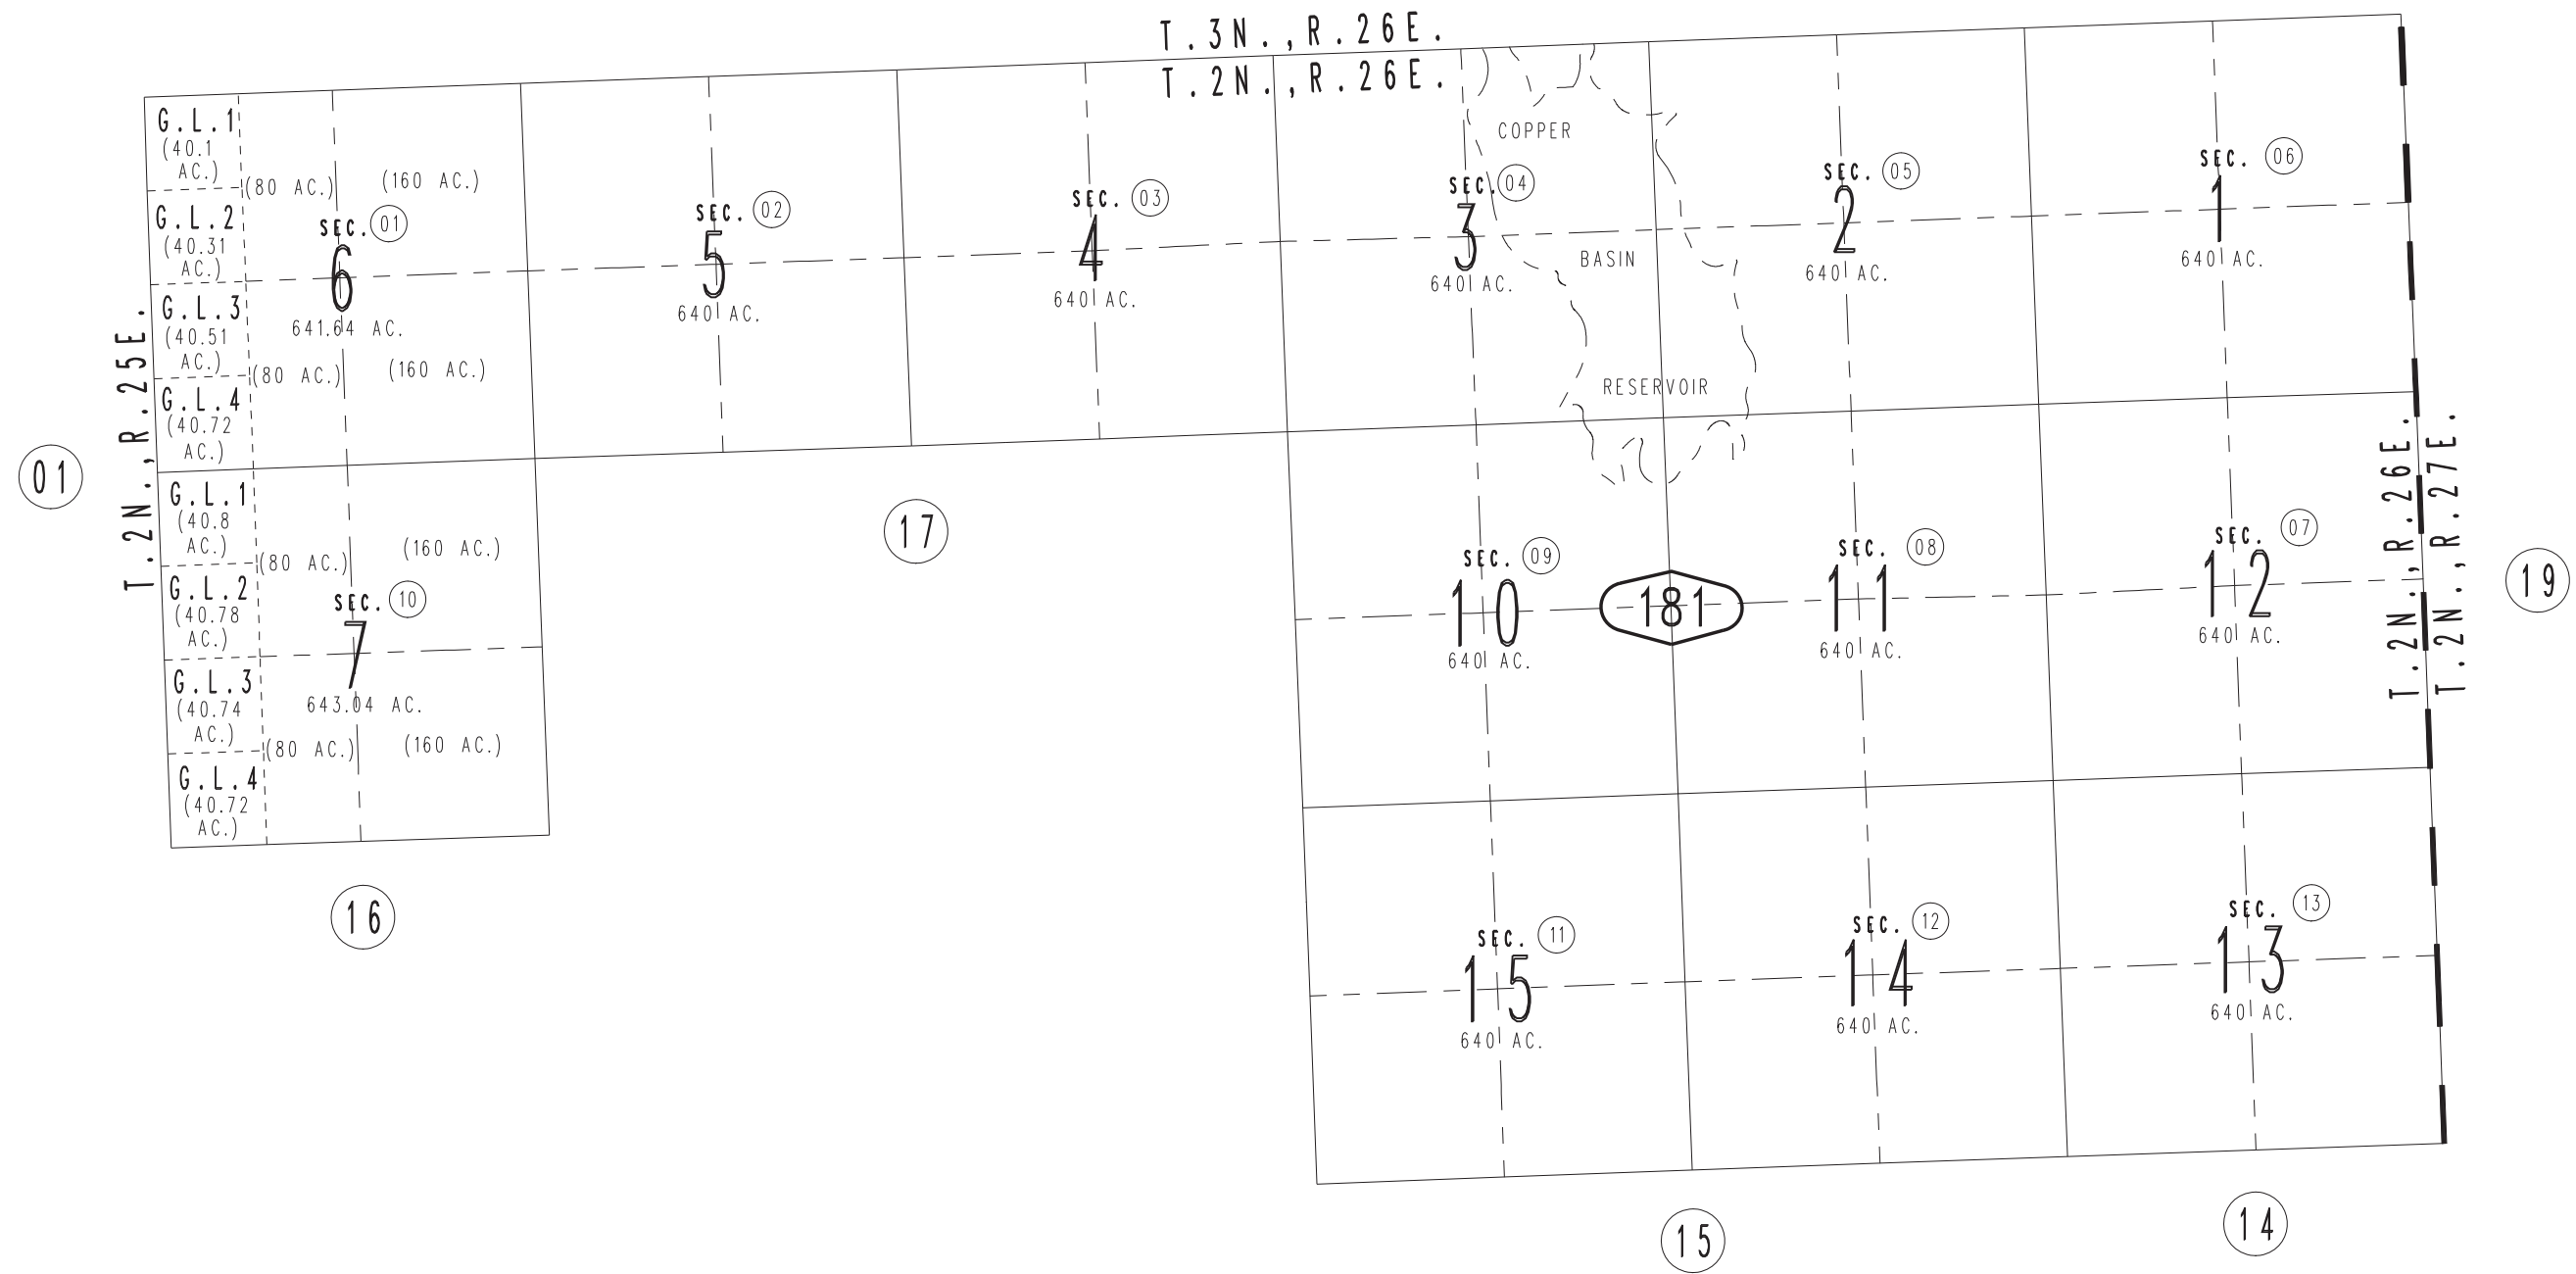 T.3N.,R.26E.
T.2N.,R.26E.
G.L.1
(40.1
AC.)
(80 AC.)
(160 AC.)
G.L.2
(40.31
AC.)
SEC. 01
6
641.64 AC.
G.L.3
(40.51
AC.)
(80 AC.)
(160 AC.)
G.L.4
(40.72
AC.)
SEC. 02
5
640 AC.
SEC. 03
4
640 AC.
COPPER
BASIN
RESERVOIR
SEC. 04
3
640 AC.
SEC. 05
2
640 AC.
SEC. 06
1
640 AC.
T.2N.,R.25E.
01
G.L.1
(40.8
AC.)
(80 AC.)
(160 AC.)
G.L.2
(40.78
AC.)
SEC. 10
7
643.04 AC.
G.L.3
(40.74
AC.)
(80 AC.)
(160 AC.)
G.L.4
(40.72
AC.)
17
SEC. 09
10
640 AC.
181
SEC. 08
11
640 AC.
SEC. 07
12
640 AC.
T.2N.,R.26E.
T.2N.,R.27E.
19
16
SEC. 11
15
640 AC.
SEC. 12
14
640 AC.
SEC. 13
13
640 AC.
15
14